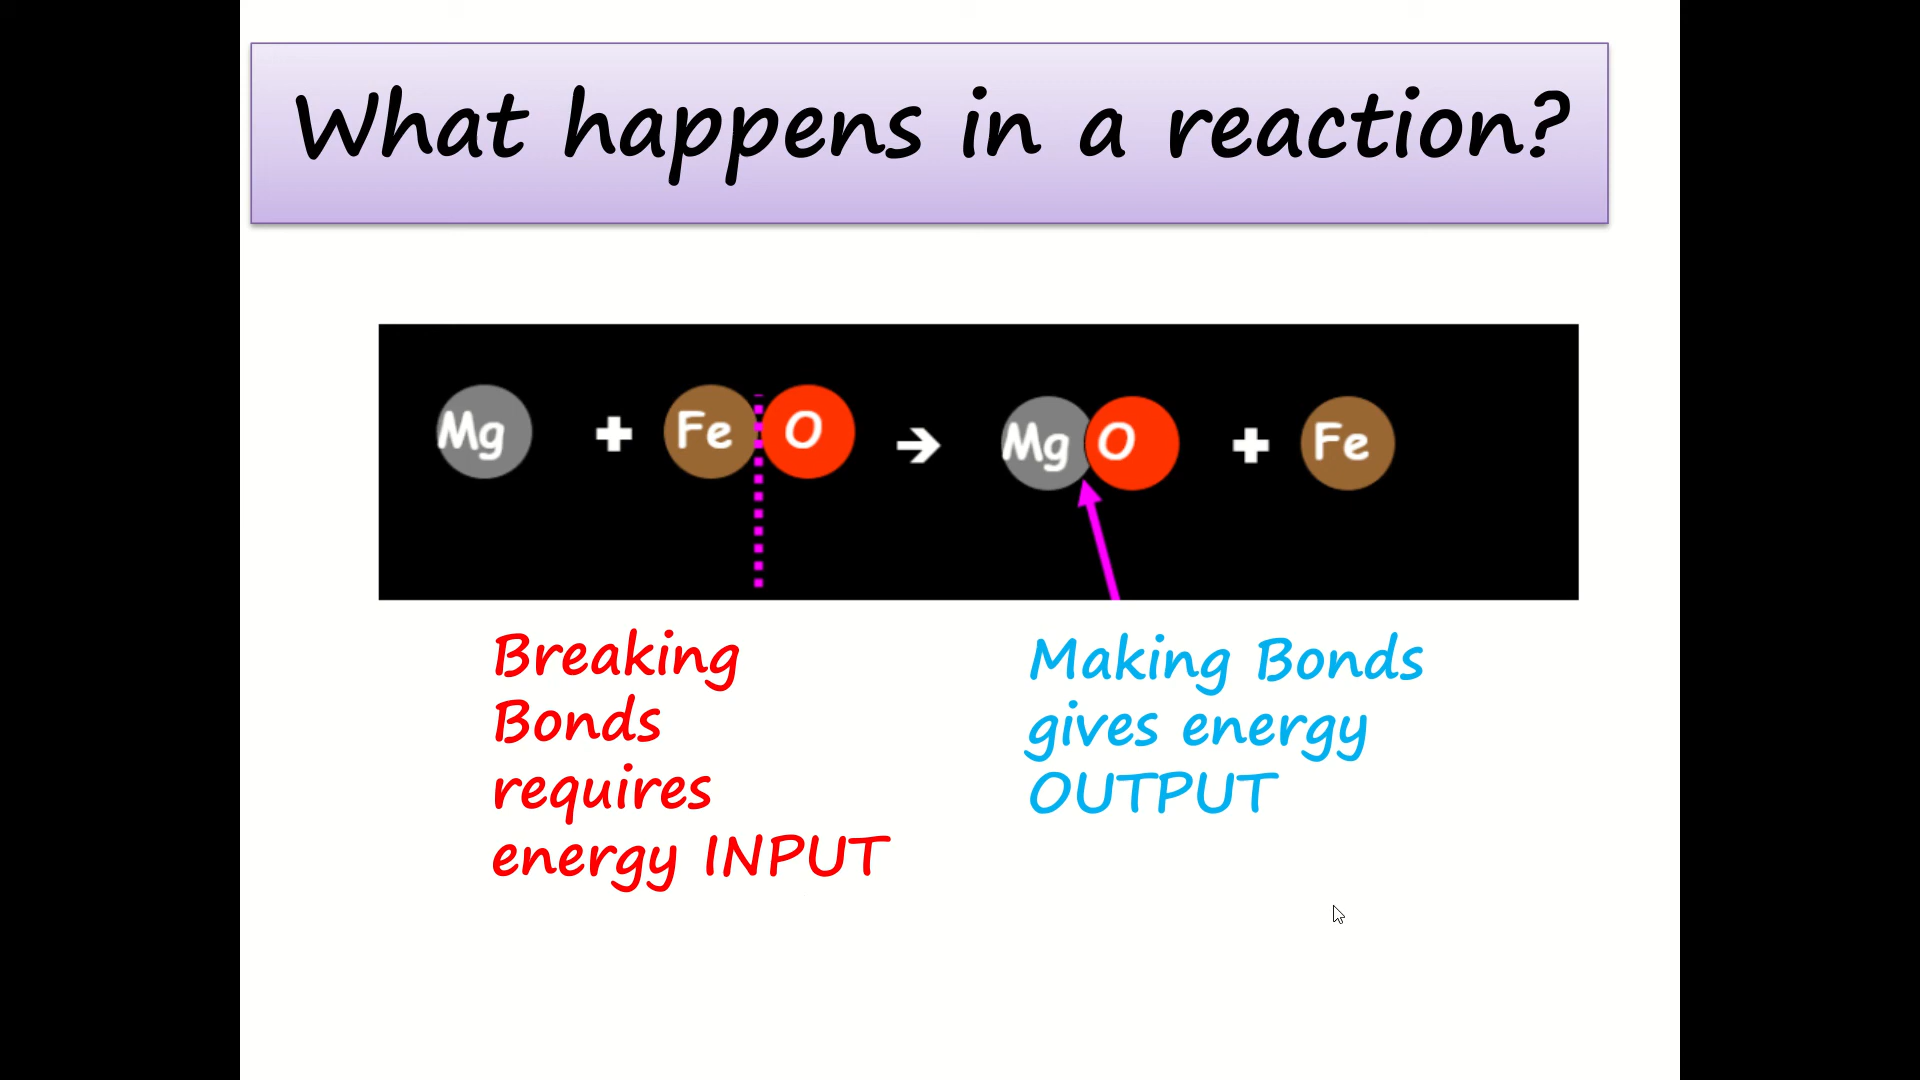 What happens in a reaction?
Mg + Fe O → Mg O + Fe
Breaking
Bonds
requires
energy INPUT
Making Bonds
gives energy
OUTPUT